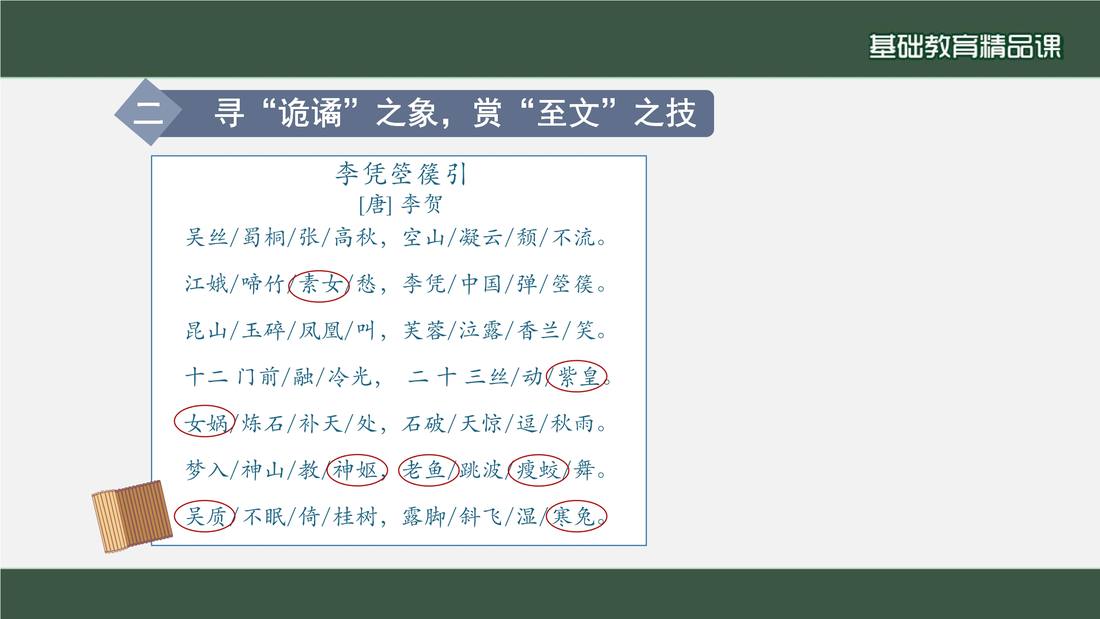 基础教育精品课
二 寻“诡谲”之象，赏“至文”之技
李凭箜篌引
[唐] 李贺
吴丝/蜀桐/张/高秋，空山/凝云/颓/不流。
江娥/啼竹/素女/愁，李凭/中国/弹/箜篌。
昆山/玉碎/凤凰/叫，芙蓉/泣露/香兰/笑。
十二 门前/融/冷光， 二 十 三丝/动/紫皇。
女娲/炼石/补天/处，石破/天惊/逗/秋雨。
梦入/神山/教/神妪，老鱼/跳波/瘦蛟/舞。
吴质/不眠/倚/桂树，露脚/斜飞/湿/寒兔。